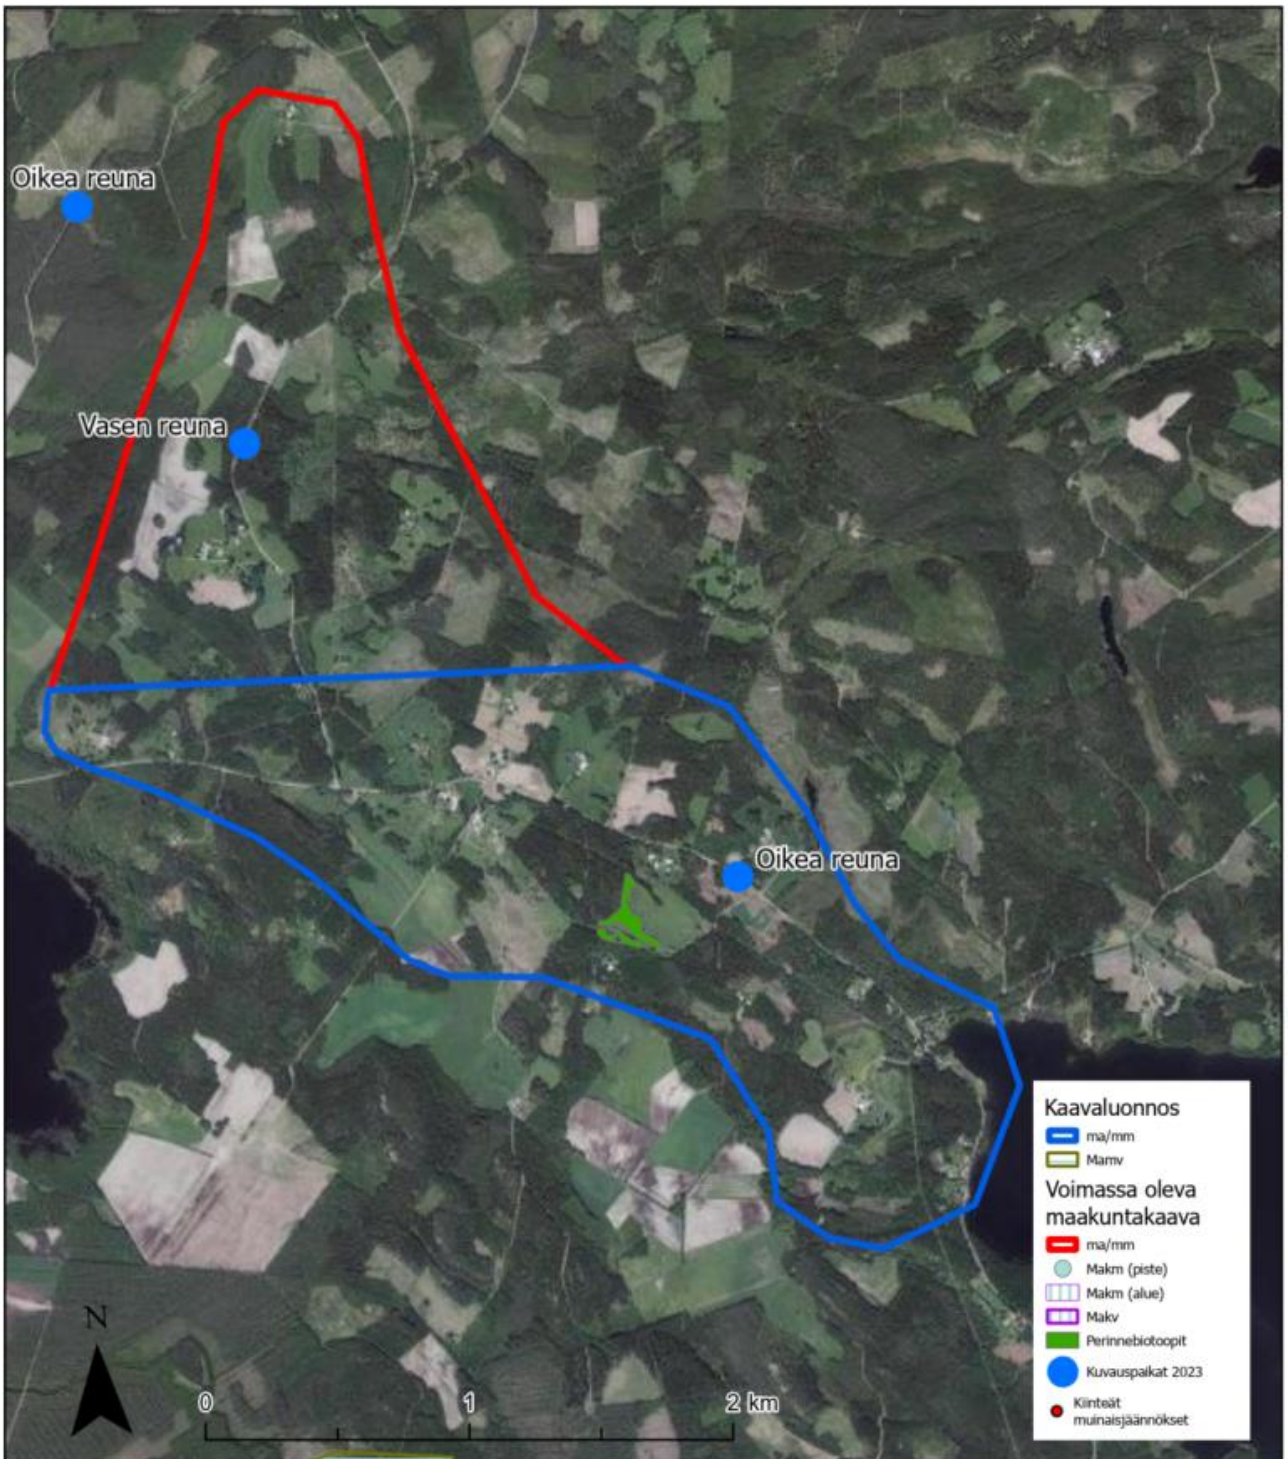 Oikea reuna
Vasen reuna
Oikea reuna
Kaavaluonnos
ma/mm
Mamv
Voimassa oleva
maakuntakaava
ma/mm
Makm (piste)
Makm (alue)
Makv
Perinnebiotoopit
Kuvauspaikat 2023
Kiinteät
muinaisjäännökset
N
0 1 2 km